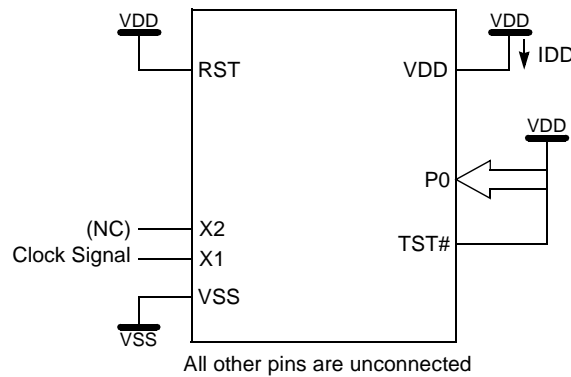 VDD
VDD
IDD
RST
VDD
VDD
P0
(NC)
X2
TST#
Clock Signal
X1
VSS
VSS
All other pins are unconnected